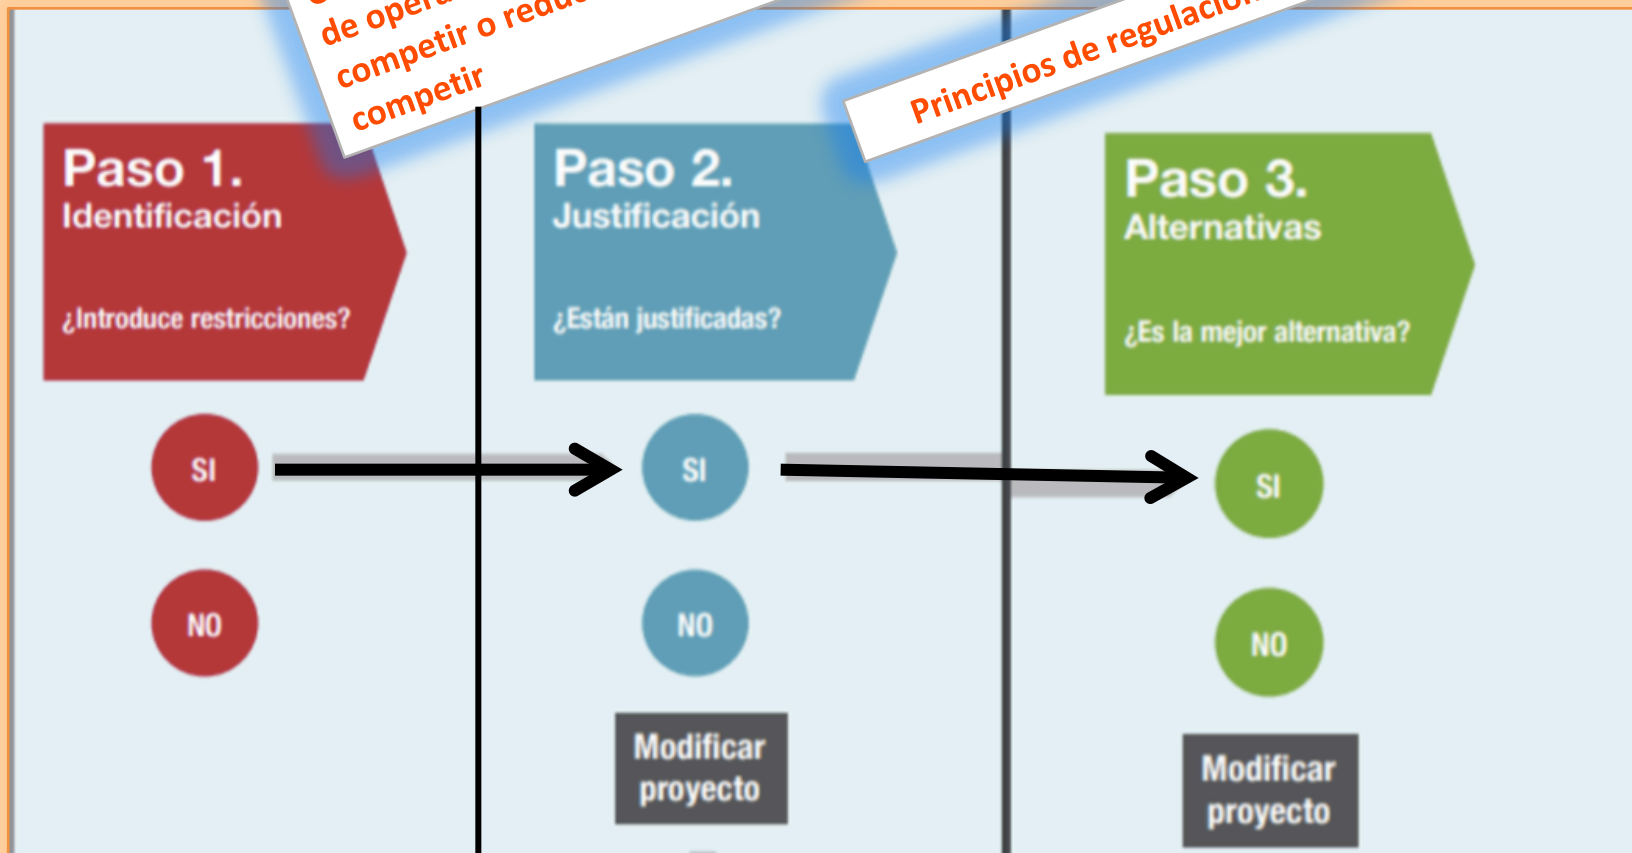 de opera
competir o reduc
competir
Principios de regulación
Paso 1.
Identificación
¿Introduce restricciones?
SI
NO
Paso 2.
Justificación
¿Están justificadas?
SI
NO
Modificar
proyecto
Paso 3.
Alternativas
¿Es la mejor alternativa?
SI
NO
Modificar
proyecto